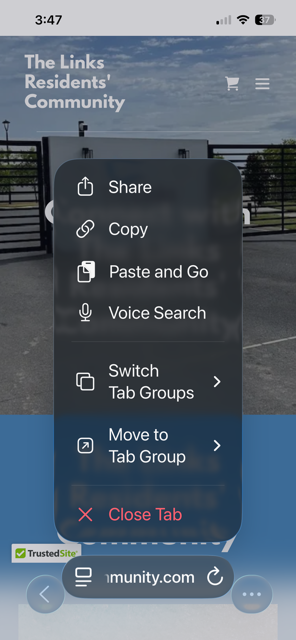 3:47
37
The Links
Residents'
Community
Share
Copy
Paste and Go
Voice Search
Switch
Tab Groups
Move to
Tab Group
Close Tab
TrustedSite
munity.com